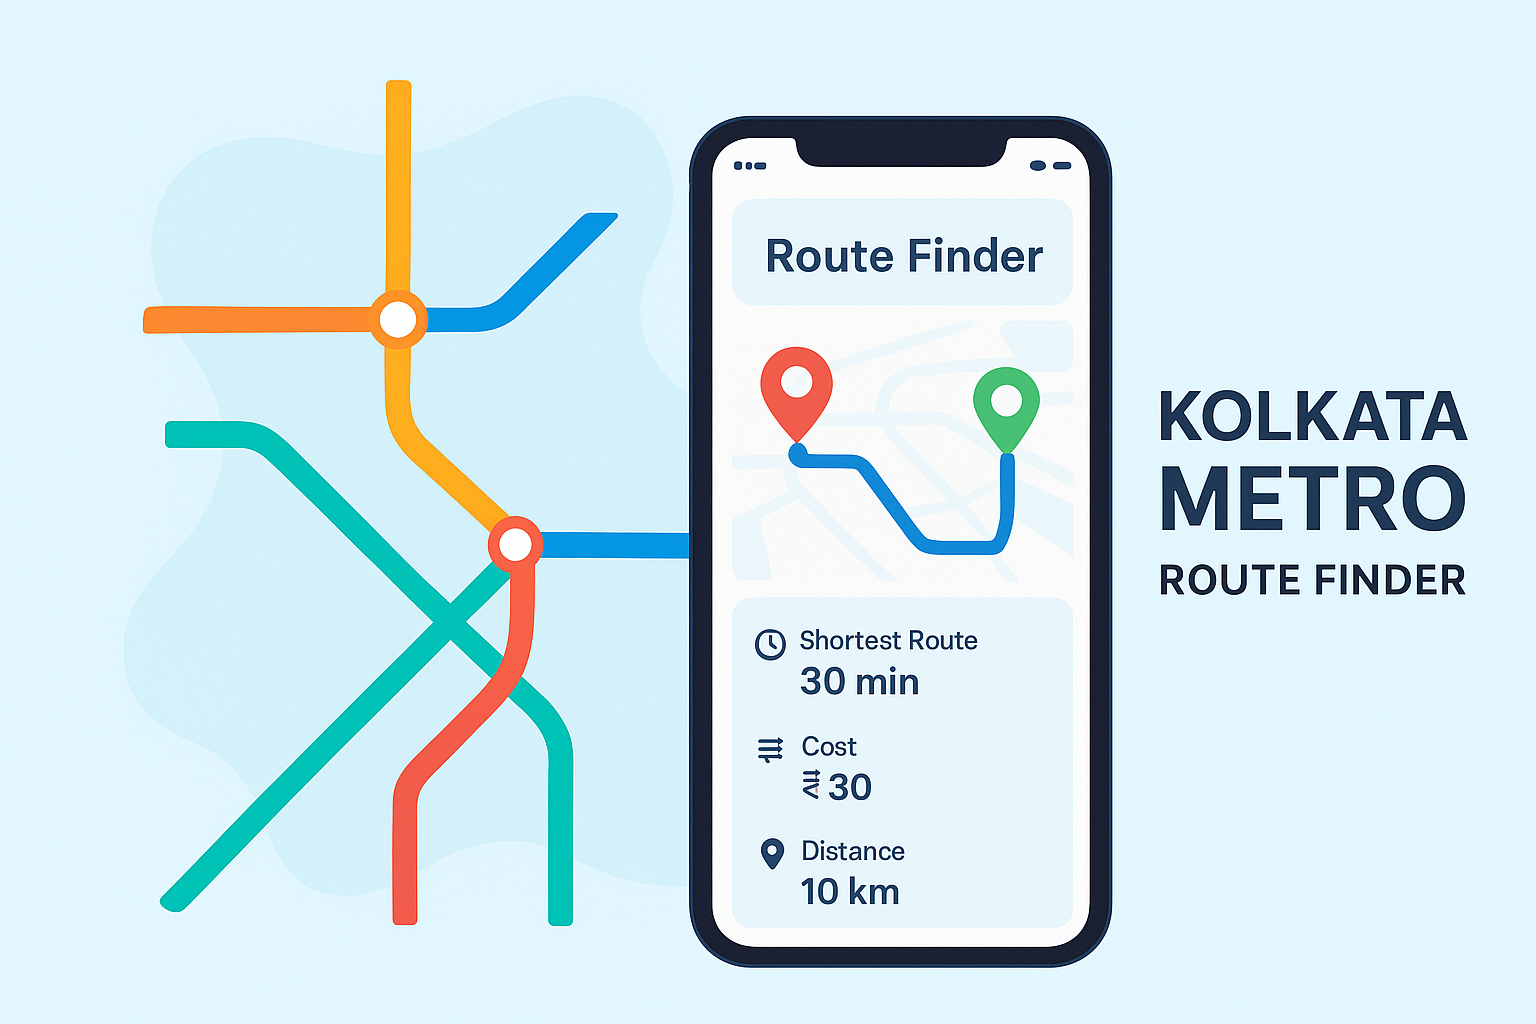 Route Finder
Shortest Route
30 min
Cost
30
Distance
10 km
KOLKATA
METRO
ROUTE FINDER